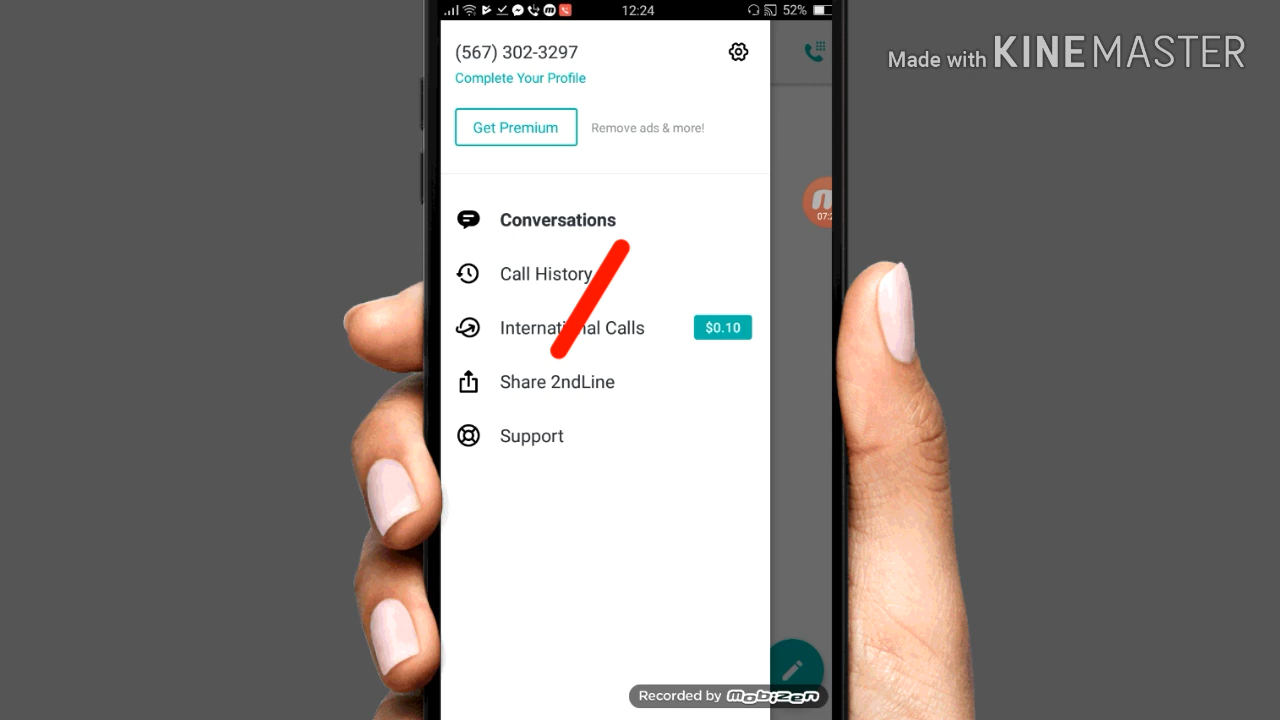 12:24
52%
Made with KINEMASTER
(567) 302-3297
Complete Your Profile
Get Premium
Remove ads & more!
Conversations
Call History
International Calls
$0.10
Share 2ndLine
Support
Recorded by MOBIZEN